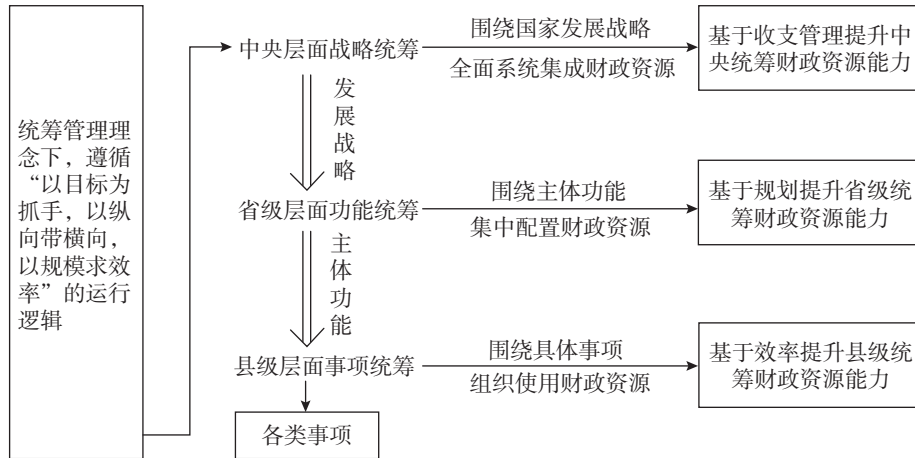 统筹管理理
念下，遵循
“以目标为
抓手，以纵
向带横向，
以规模求效
率”的运行
逻辑
中央层面战略统筹
围绕国家发展战略
全面系统集成财政资源
基于收支管理提升中
央统筹财政资源能力
发展战略
省级层面功能统筹
围绕主体功能
集中配置财政资源
基于规划提升省级统
筹财政资源能力
主体功能
县级层面事项统筹
围绕具体事项
组织使用财政资源
基于效率提升县级统
筹财政资源能力
各类事项